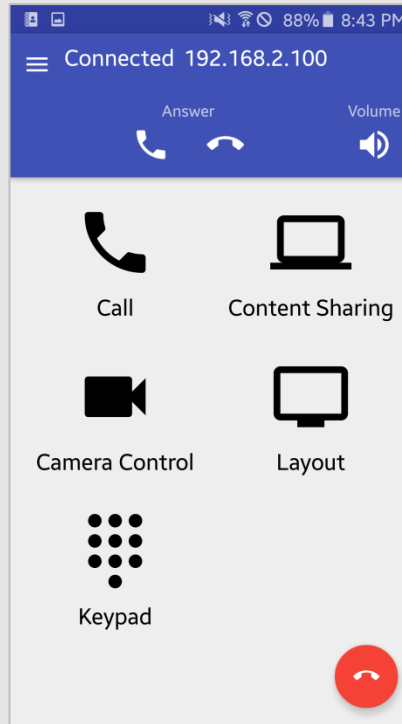 88% 8:43 PM
Connected 192.168.2.100
Answer Volume
Call Content Sharing
Camera Control Layout
Keypad